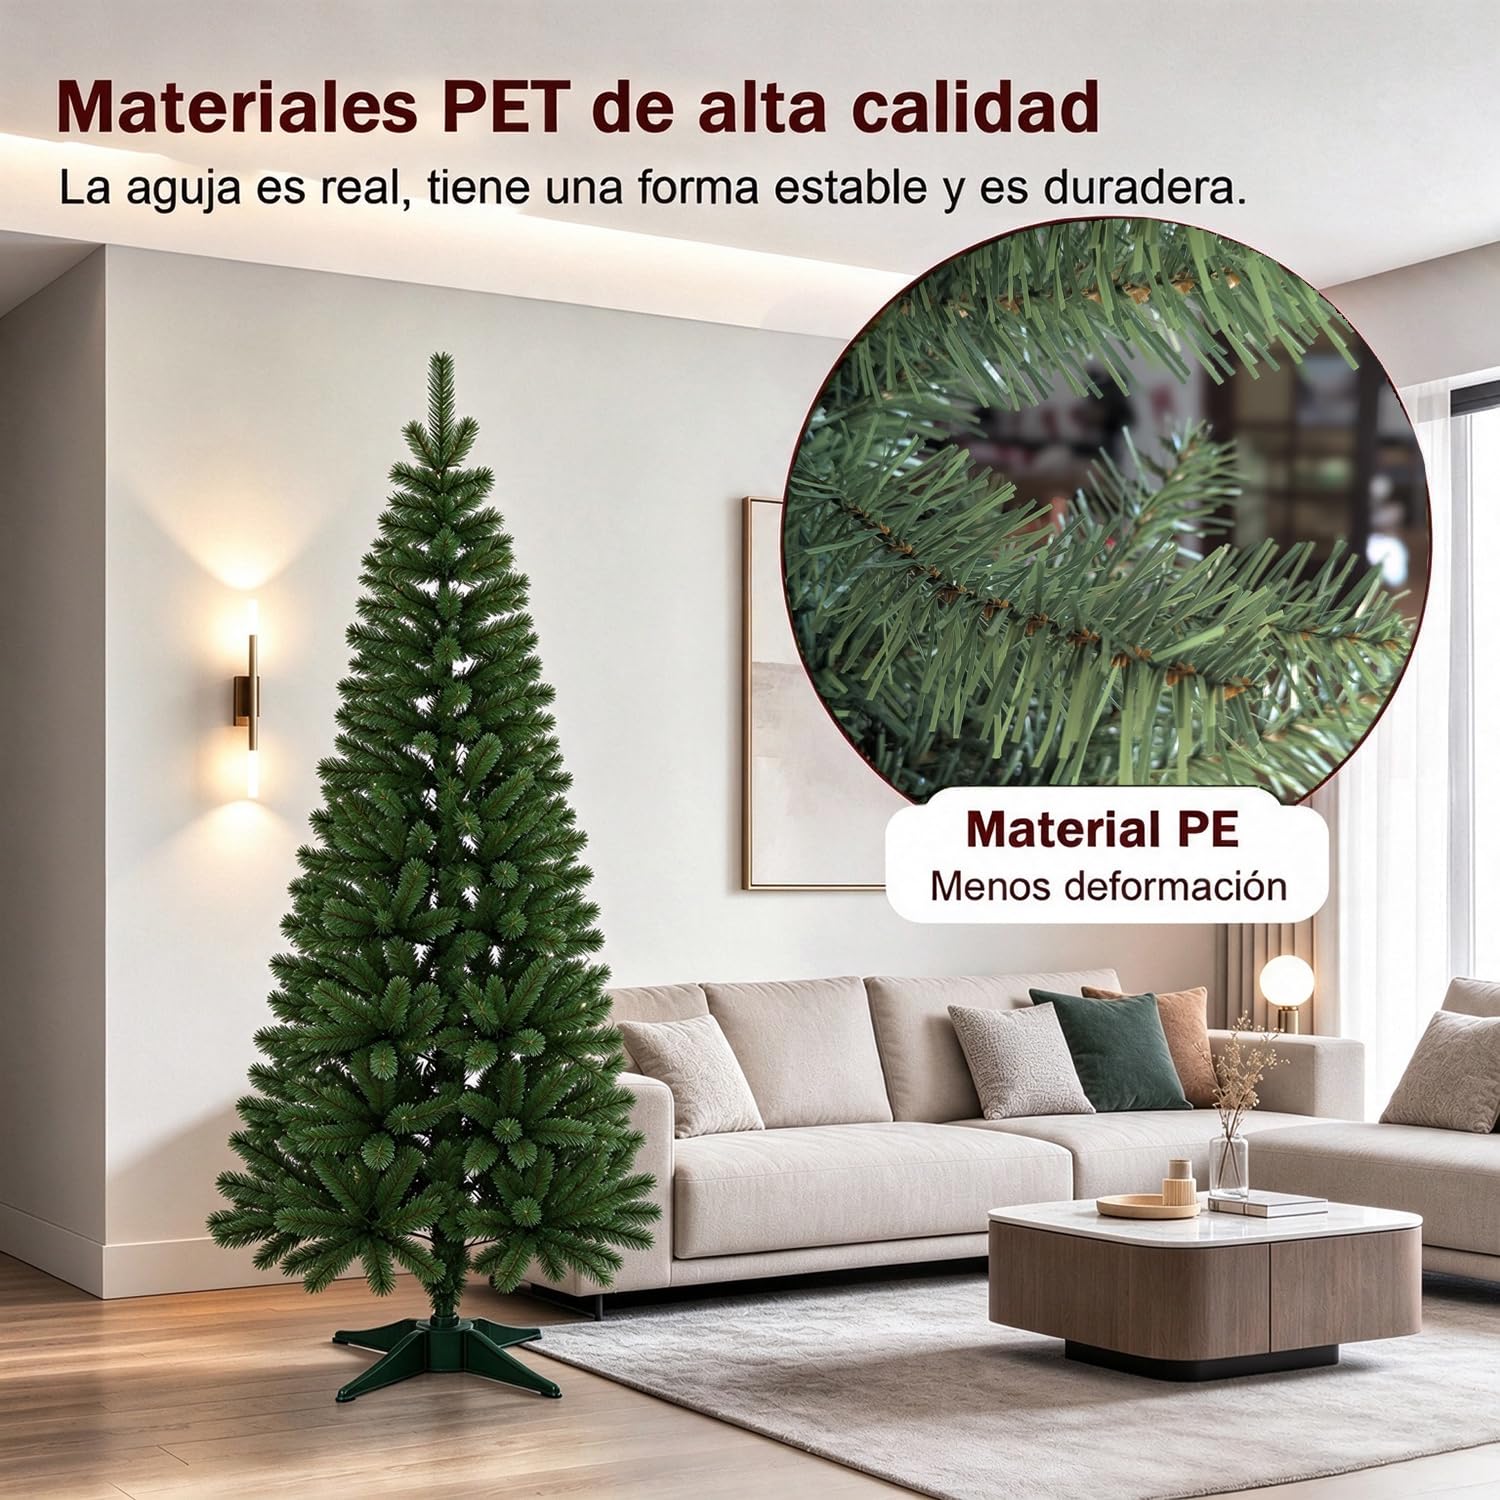 Materiales PET de alta calidad
La aguja es real, tiene una forma estable y es duradera.
Material PE
Menos deformación